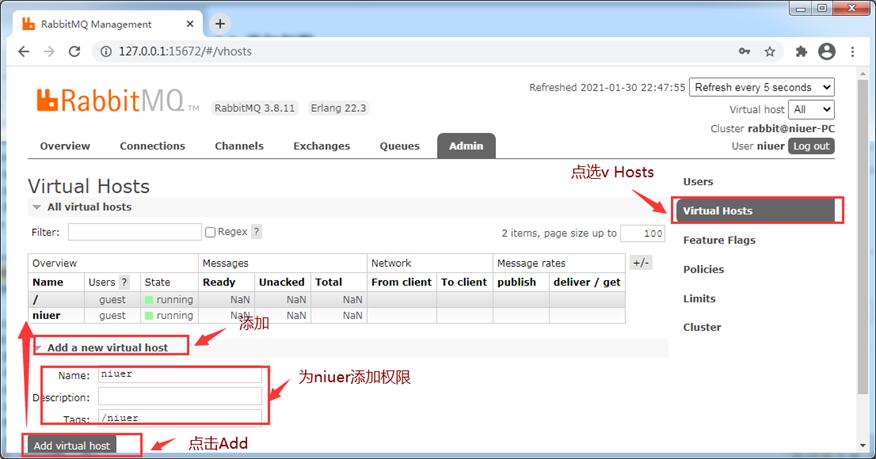 RabbitMQ Management
127.0.0.1:15672/#/vhosts
Refreshed 2021-01-30 22:47:55 Refresh every 5 seconds
RabbitMQ TM RabbitMQ 3.8.11 Erlang 22.3
Virtual host All
Cluster rabbit@niuer-PC
User niuer Log out
Overview Connections Channels Exchanges Queues Admin
点选v Hosts
Users
Virtual Hosts
Feature Flags
Policies
Limits
Cluster
Virtual Hosts
All virtual hosts
Filter: Regex ? 2 items, page size up to 100
Overview Messages Network Message rates +/-
Name Users ? State Ready Unacked Total From client To client publish deliver / get
/ guest running NaN NaN NaN
niuer guest running NaN NaN NaN
添加
Add a new virtual host
Name: niuer
为niuer添加权限
Description:
Tags: /niuer
Add virtual host
点击Add